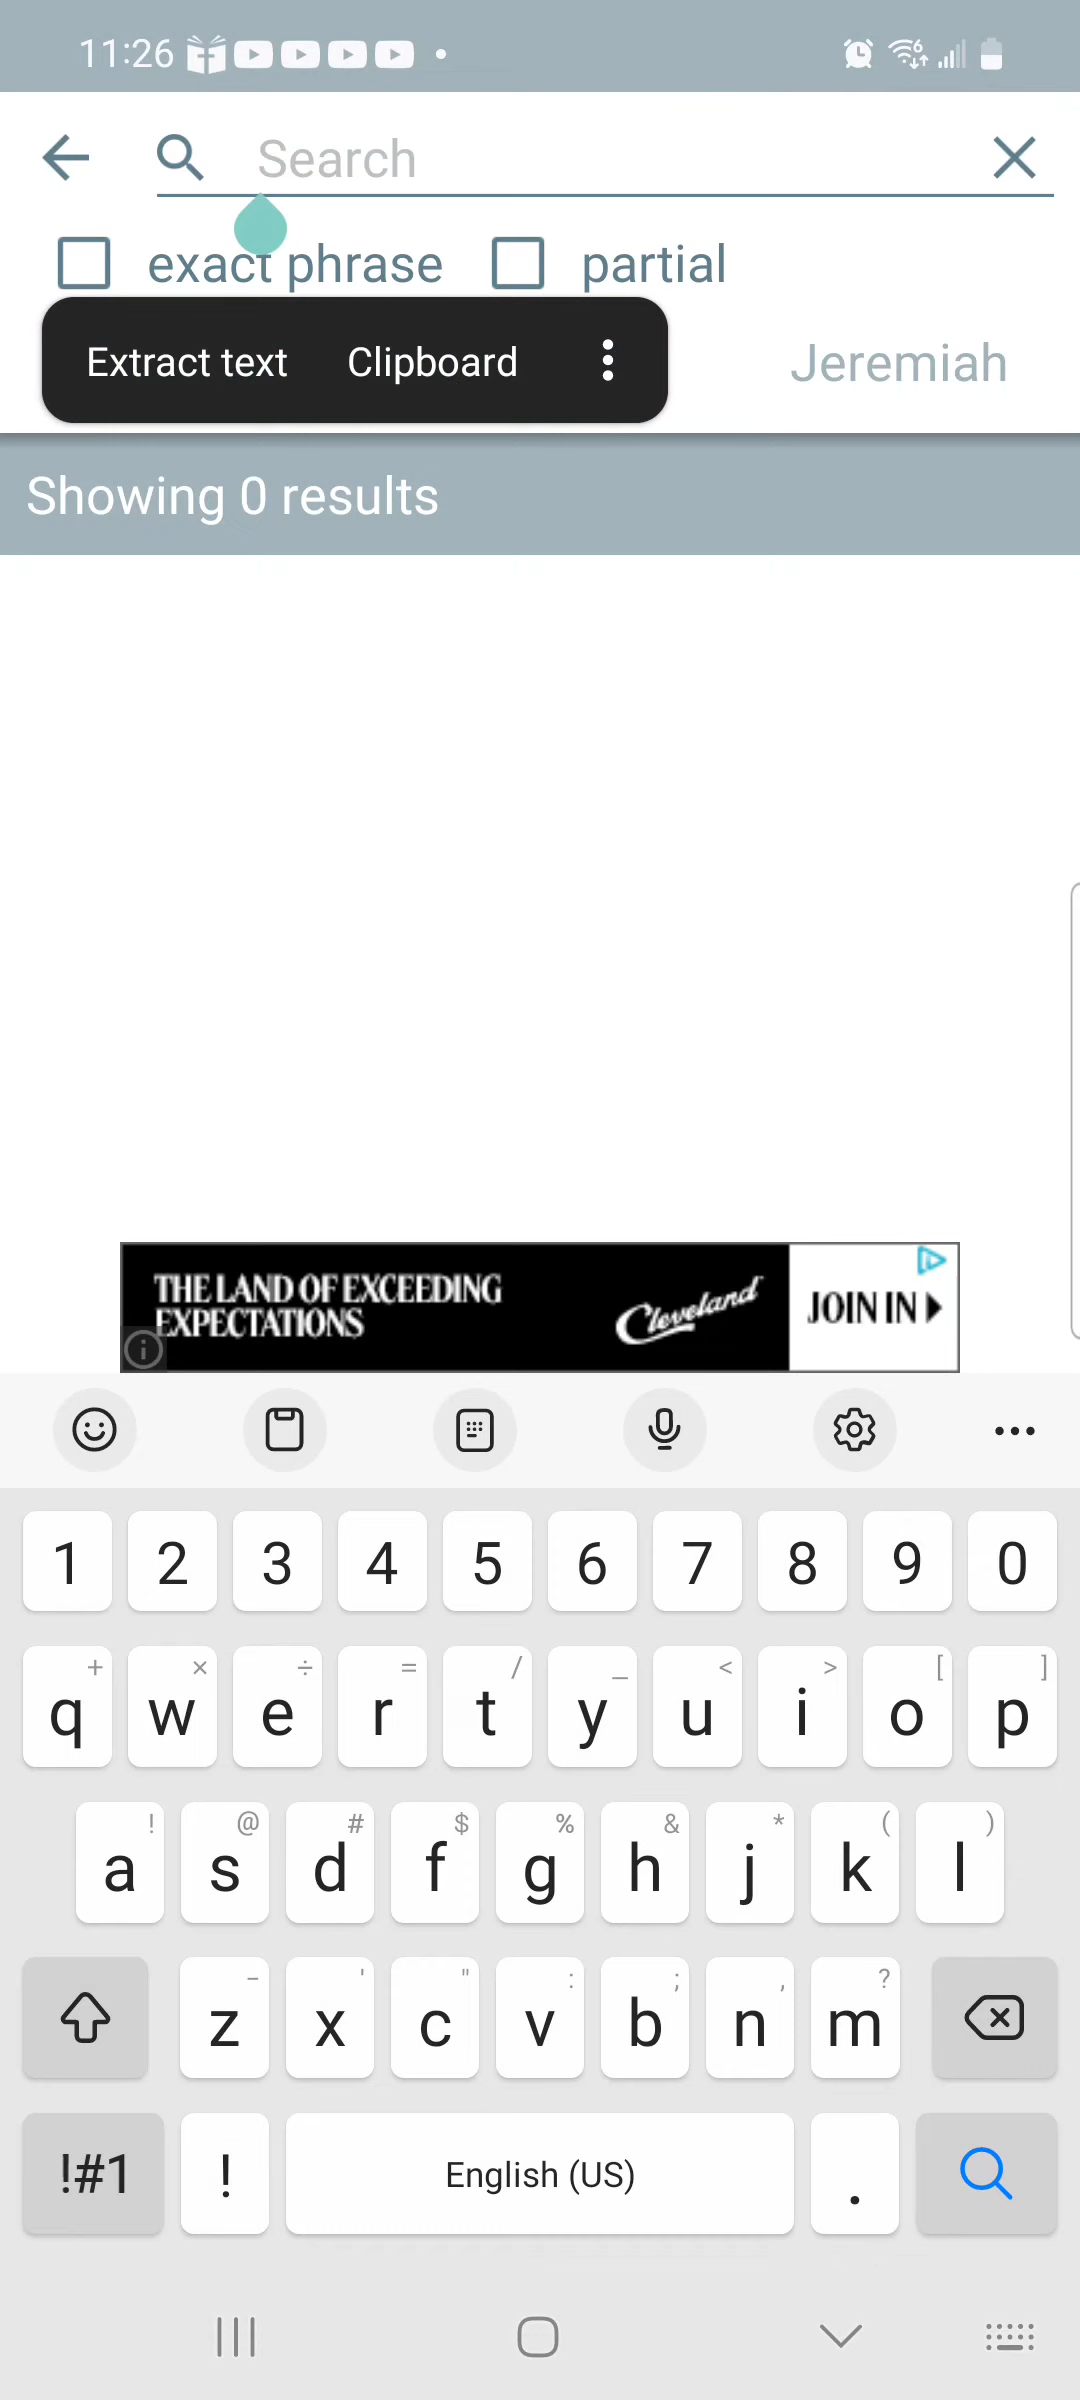 11:26
Search
exact phrase partial
Extract text Clipboard
Jeremiah
Showing 0 results
THE LAND OF EXCEEDING
EXPECTATIONS
Cleveland
JOIN IN
1 2 3 4 5 6 7 8 9 0
+ × ÷ = / _ < > [ ]
q w e r t y u i o p
! @ # $ % & * ( )
a s d f g h j k l
- ' " : ; , ?
z x c v b n m
!#1 ! English (US) .